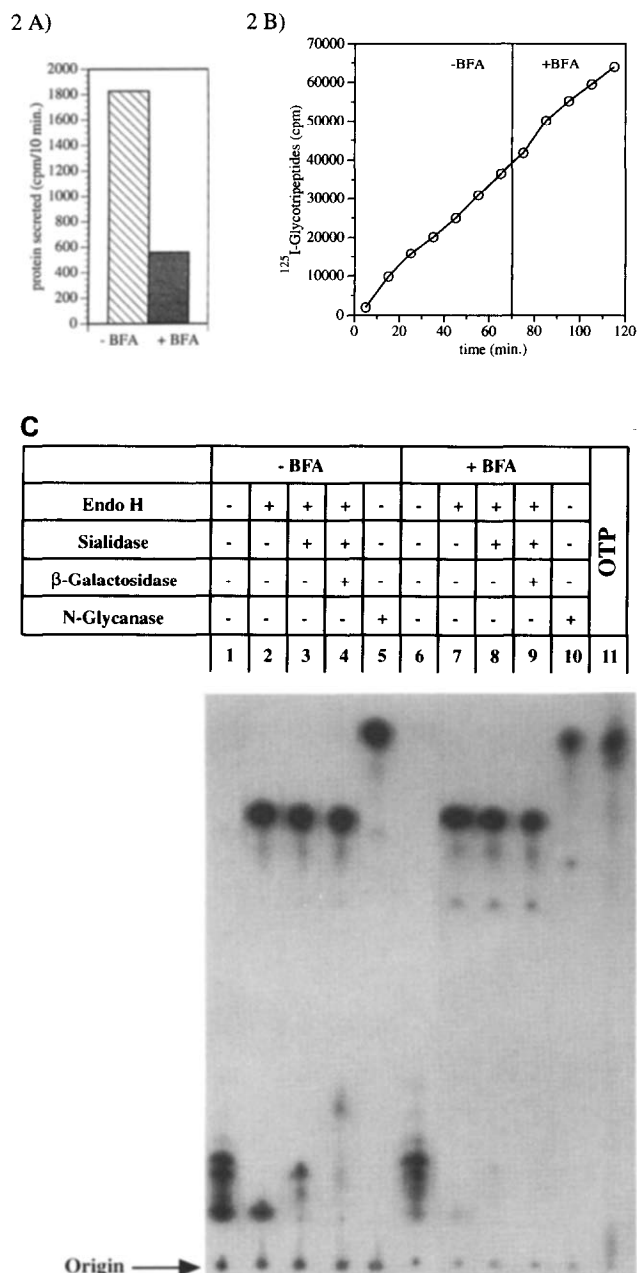 2 A)
2 B)
protein secreted (cpm/10 min.)
2000
1800
1600
1400
1200
1000
800
600
400
200
0
- BFA + BFA
125I-Glycotripeptides (cpm)
70000
60000
50000
40000
30000
20000
10000
0
-BFA +BFA
0 20 40 60 80 100 120
time (min.)
C
- BFA + BFA OTP
Endo H - + + + - - + + + -
Sialidase - - + + - - - + + -
β-Galactosidase - - - + - - - - + -
N-Glycanase - - - - + - - - - +
1 2 3 4 5 6 7 8 9 10 11
Origin